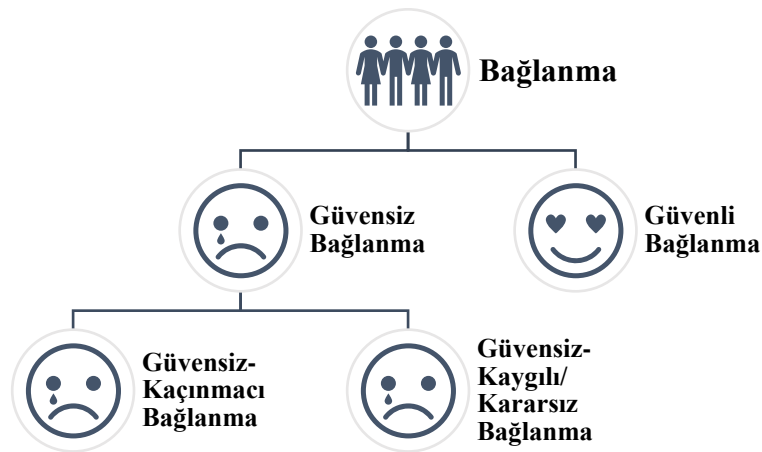 Bağlanma
Güvensiz
Bağlanma
Güvenli
Bağlanma
Güvensiz-
Kaçınmacı
Bağlanma
Güvensiz-
Kaygılı/
Kararsız
Bağlanma